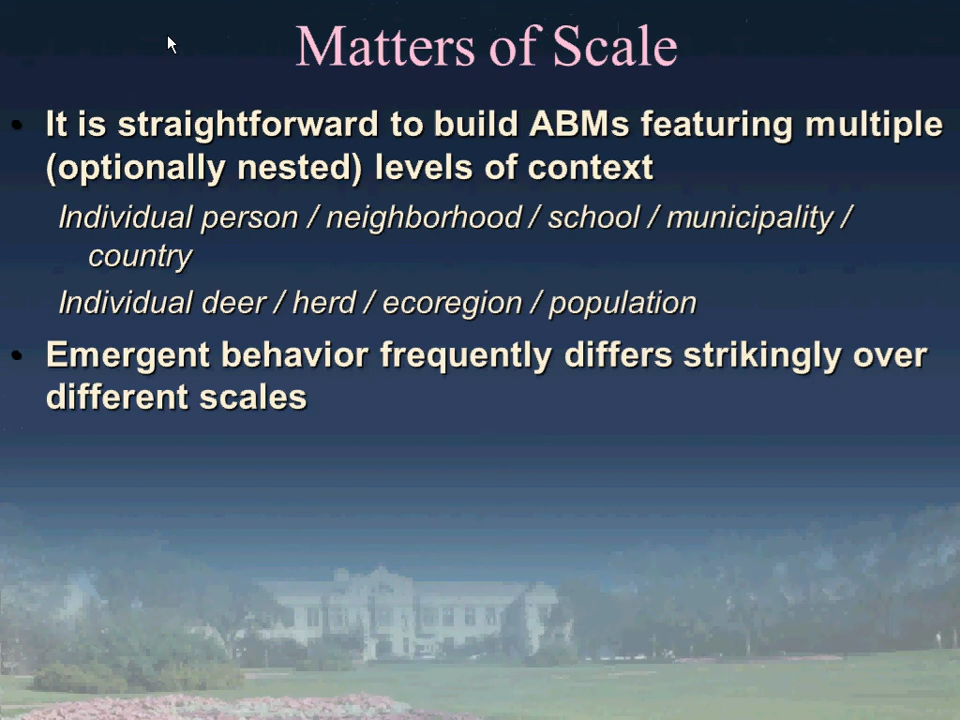 Matters of Scale
• It is straightforward to build ABMs featuring multiple
(optionally nested) levels of context
Individual person / neighborhood / school / municipality /
country
Individual deer / herd / ecoregion / population
• Emergent behavior frequently differs strikingly over
different scales